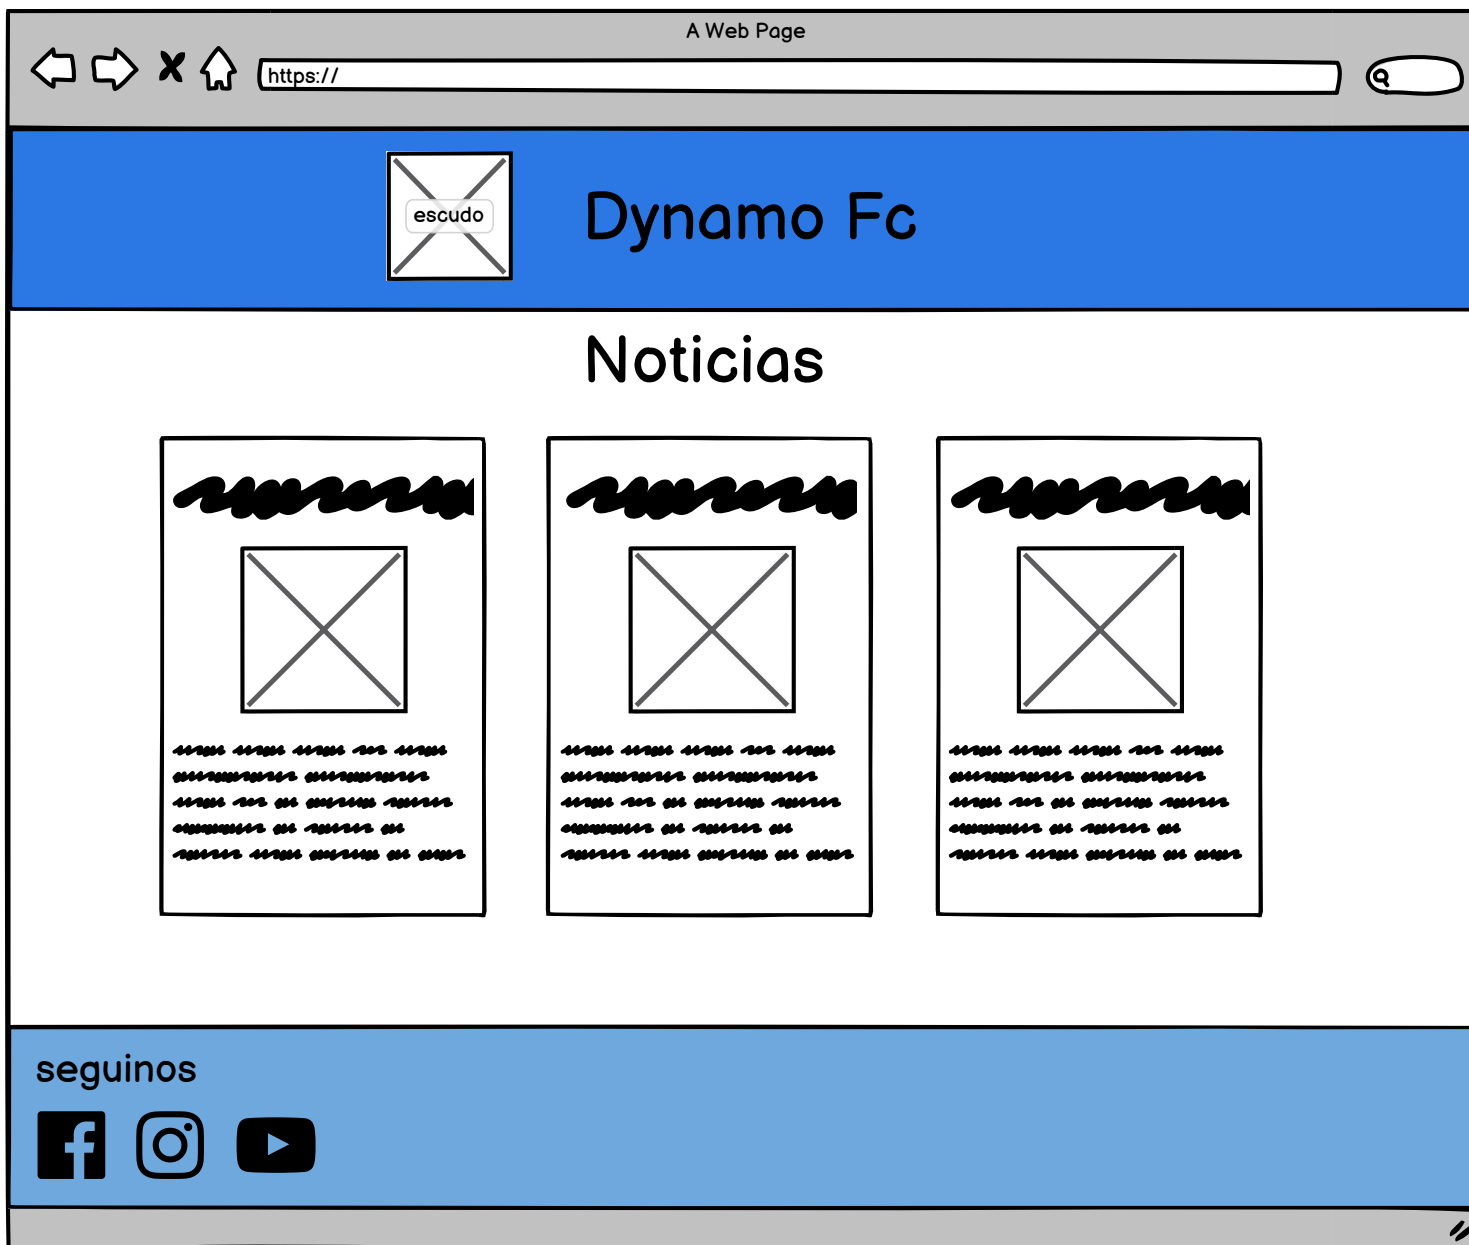 A Web Page
https://
escudo
Dynamo Fc
Noticias
seguinos